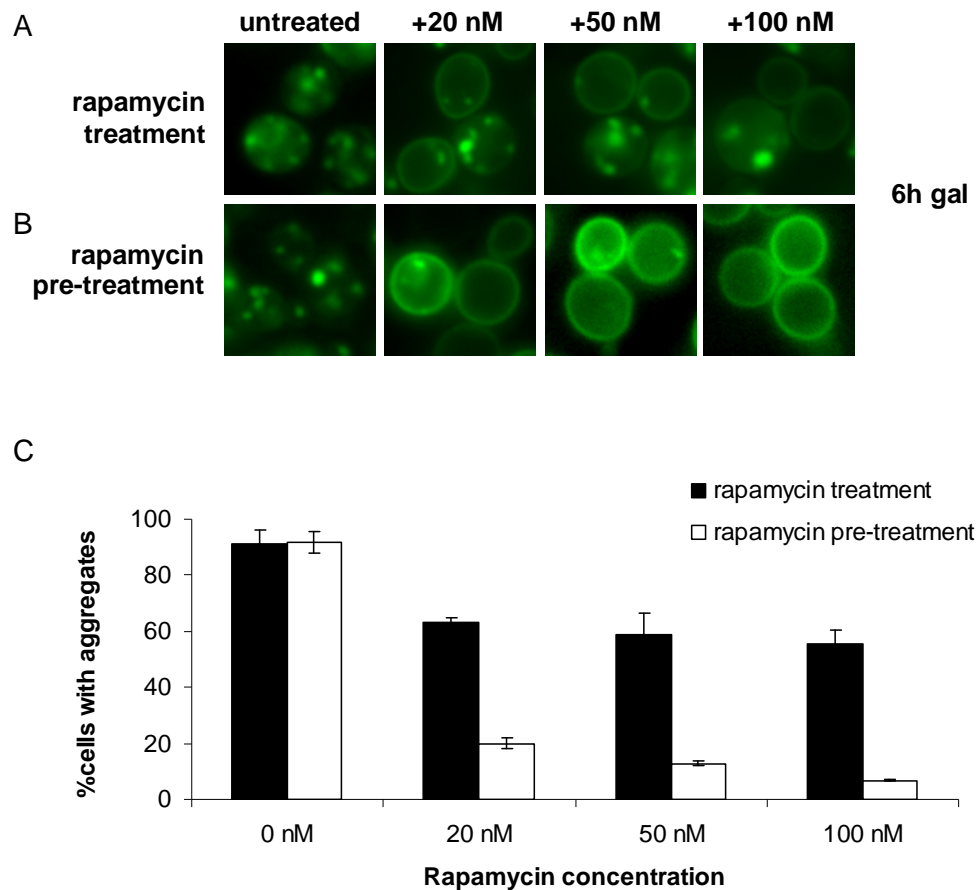 A
untreated +20 nM +50 nM +100 nM
rapamycin
treatment
6h gal
B
rapamycin
pre-treatment
C
rapamycin treatment
rapamycin pre-treatment
%cells with aggregates
100
80
60
40
20
0
0 nM 20 nM 50 nM 100 nM
Rapamycin concentration